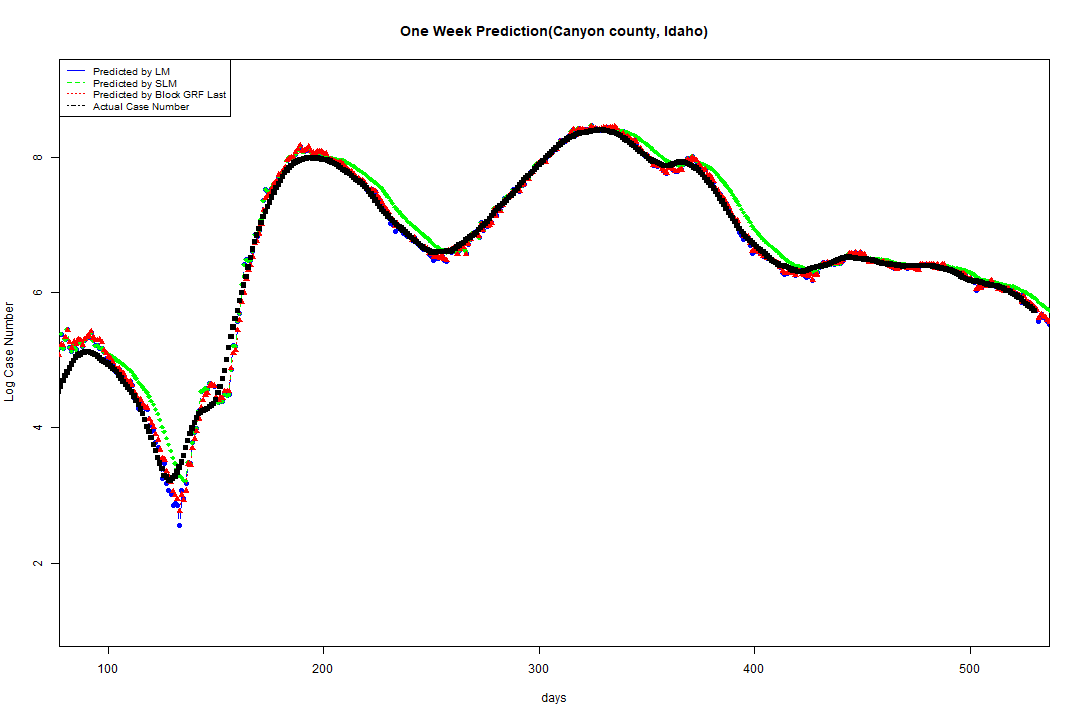 One Week Prediction(Canyon county, Idaho)
Predicted by LM
Predicted by SLM
Predicted by Block GRF Last
Actual Case Number
8
6
4
2
Log Case Number
100 200 300 400 500
days